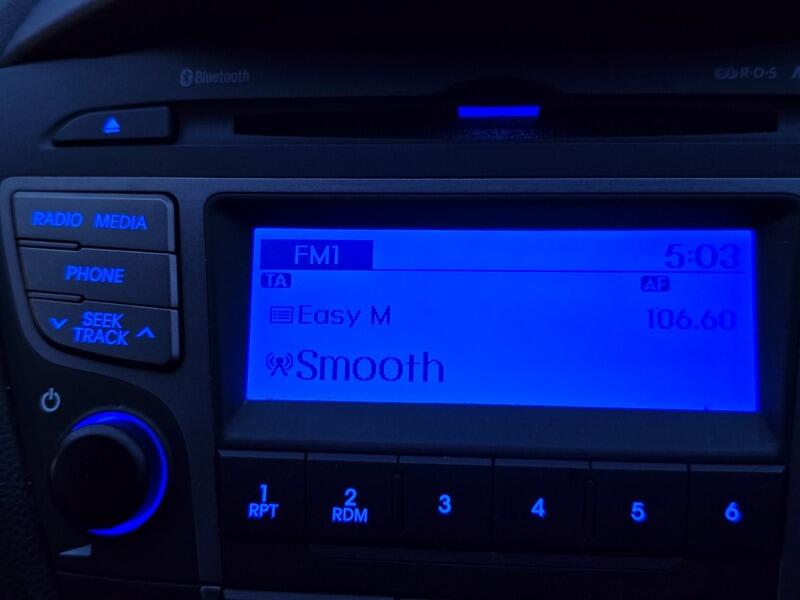 Bluetooth
R·D·S
RADIO MEDIA
PHONE
SEEK
TRACK
FM1
5:03
TA
AF
Easy M
106.60
Smooth
1
RPT
2
RDM
3
4
5
6